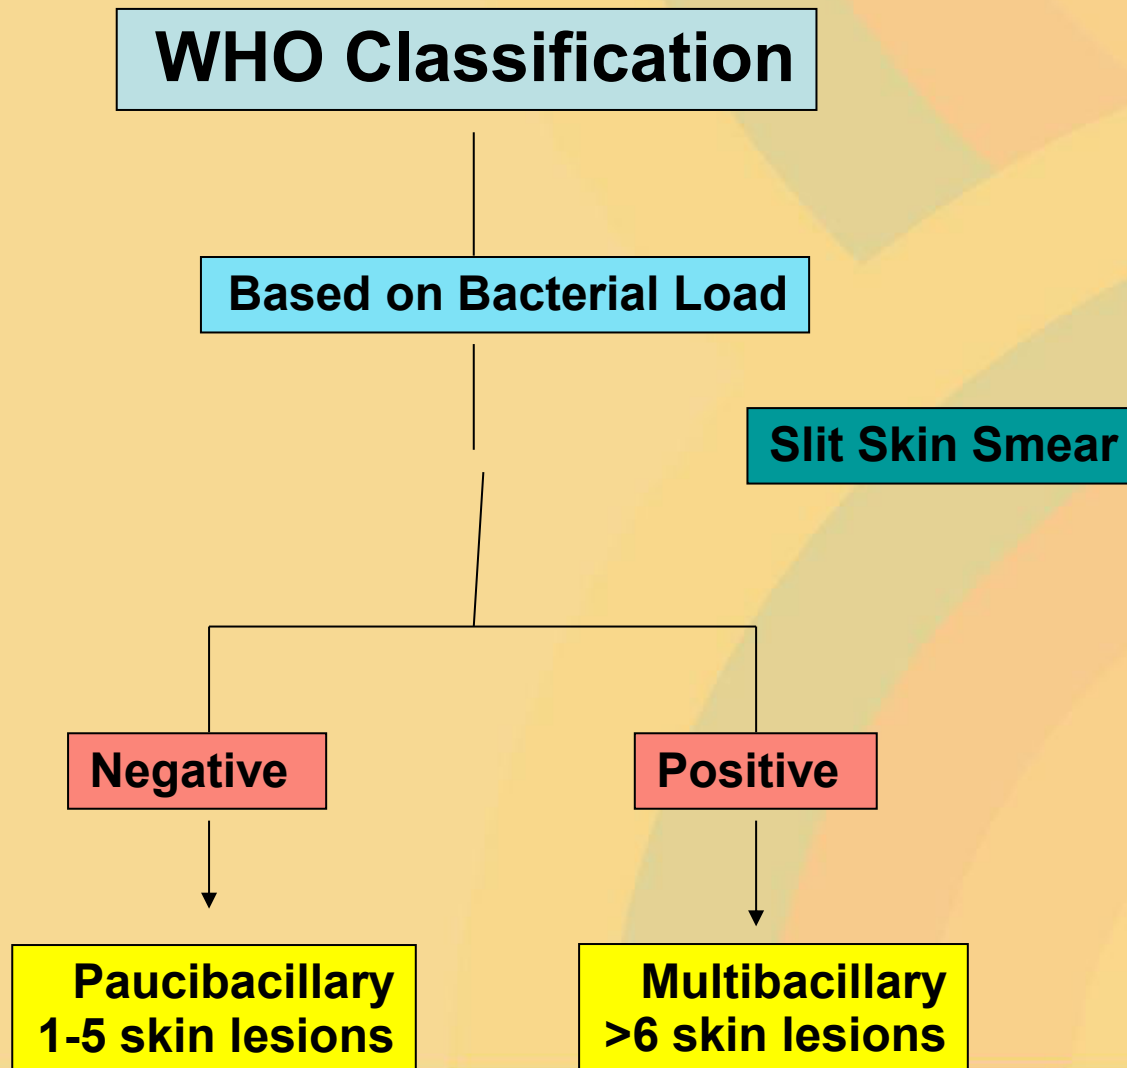 WHO Classification
Based on Bacterial Load
Slit Skin Smear
Negative
Positive
Paucibacillary
1-5 skin lesions
Multibacillary
>6 skin lesions